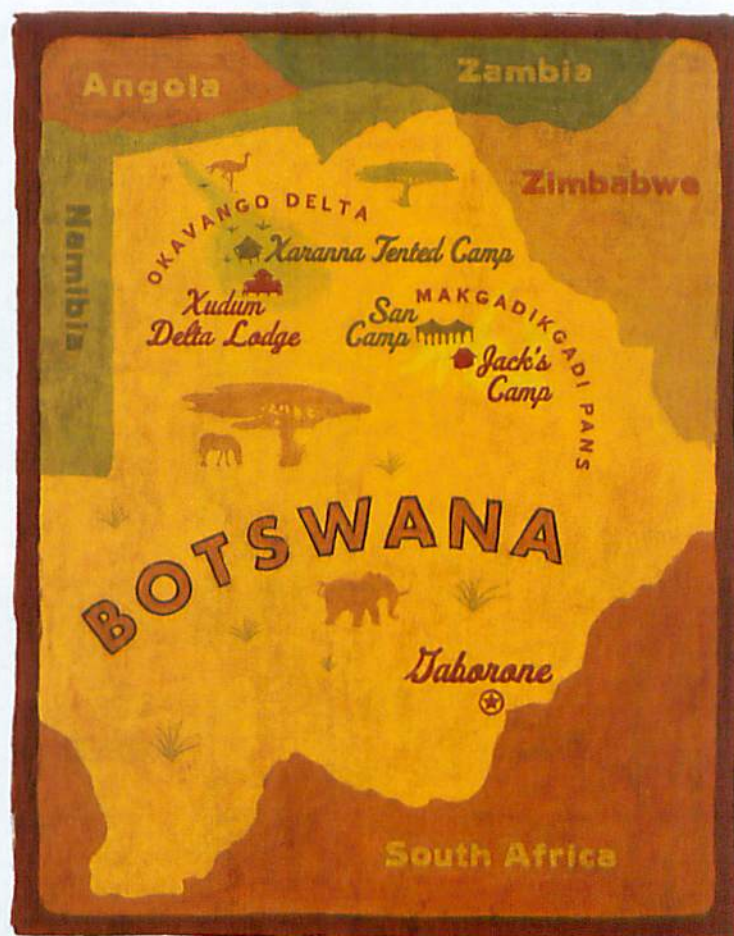 Angola
Zambia
Zimbabwe
Namibia
OKAVANGO DELTA
Xaranna Tented Camp
Xudum
Delta Lodge
San
Camp
MAKGADIKGADI PANS
Jack's
Camp
BOTSWANA
Gaborone
South Africa